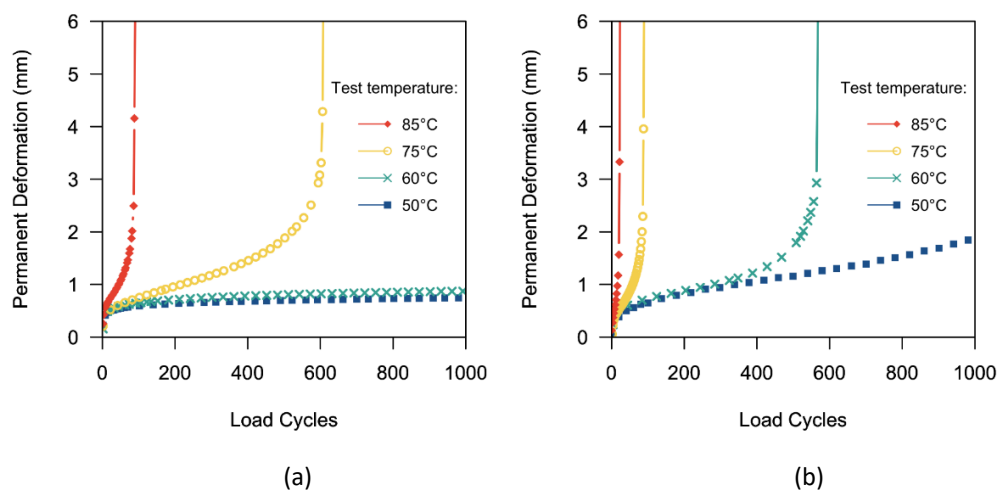 6
5
4
3
2
1
0
Permanent Deformation (mm)
Test temperature:
85°C
75°C
60°C
50°C
0 200 400 600 800 1000
Load Cycles
(a)
6
5
4
3
2
1
0
Permanent Deformation (mm)
Test temperature:
85°C
75°C
60°C
50°C
0 200 400 600 800 1000
Load Cycles
(b)